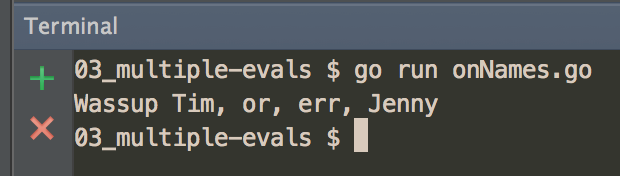 Terminal
03_multiple-evals $ go run onNames.go
Wassup Tim, or, err, Jenny
03_multiple-evals $